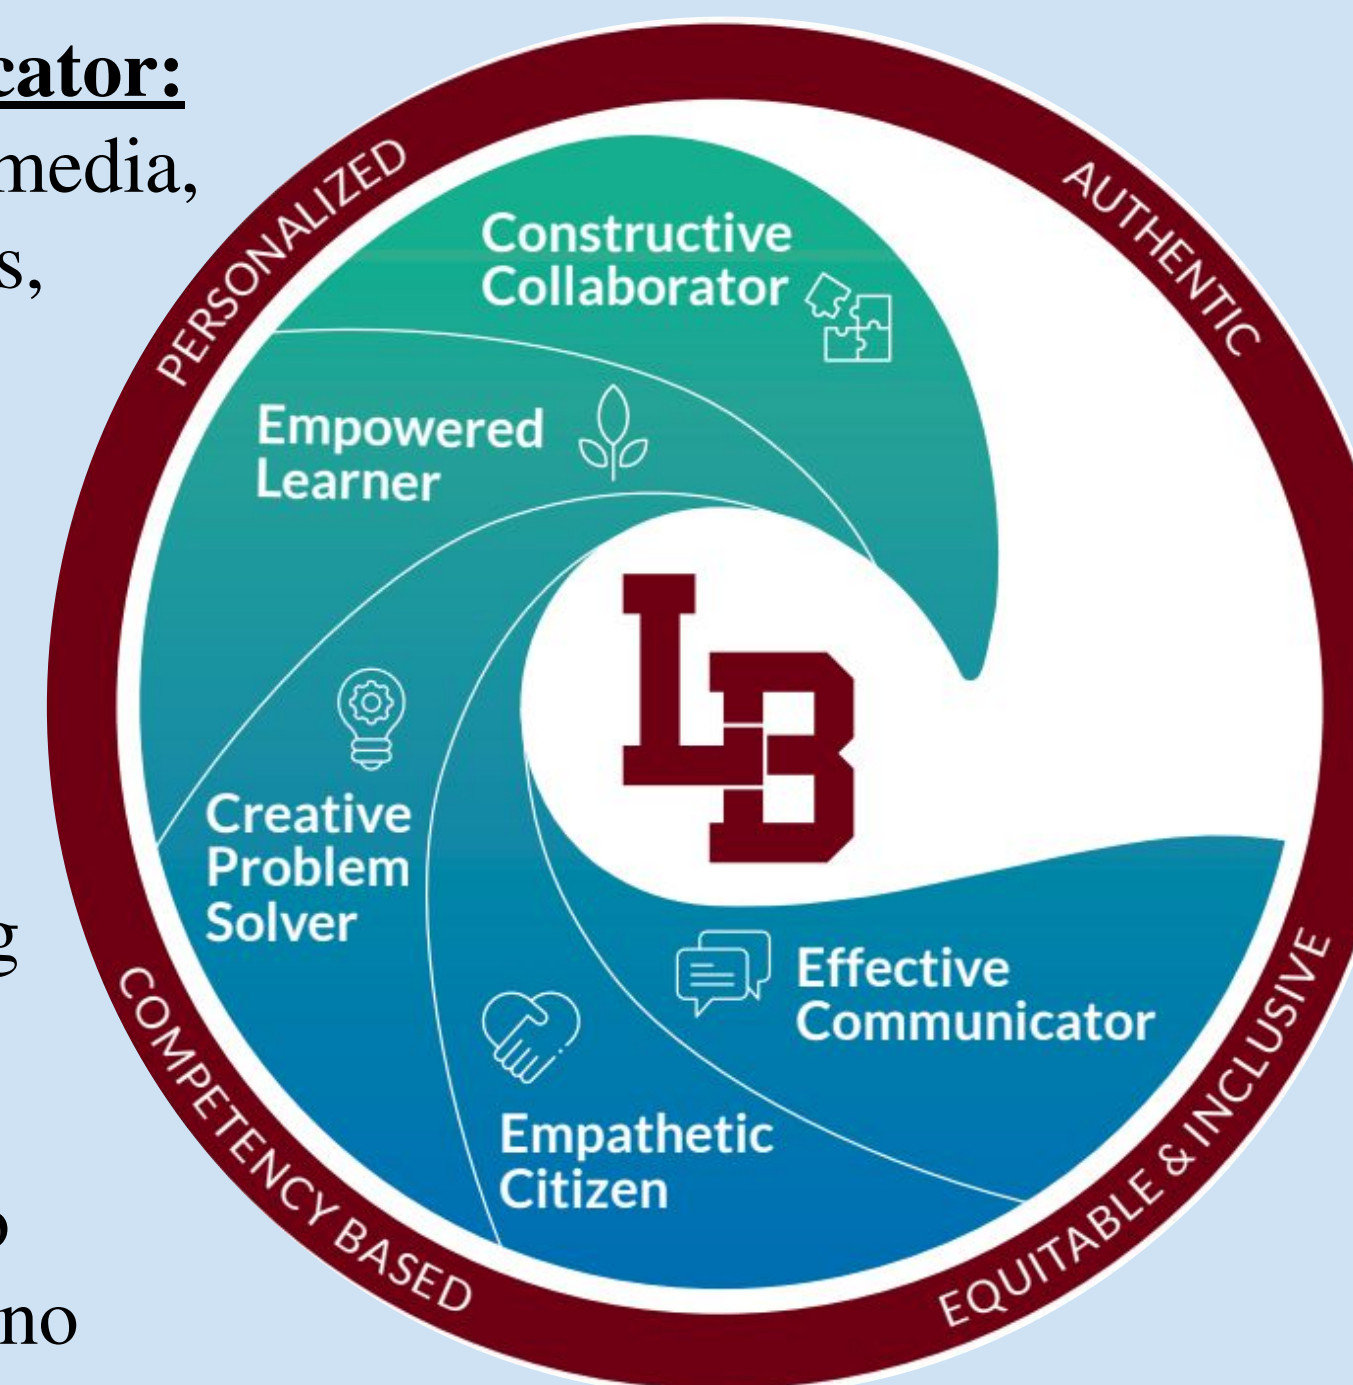 cator:
media,
s,
g
no
PERSONALIZED
AUTHENTIC
Constructive
Collaborator
Empowered
Learner
LB
Creative
Problem
Solver
Effective
Communicator
Empathetic
Citizen
COMPETENCY BASED
EQUITABLE & INCLUSIVE